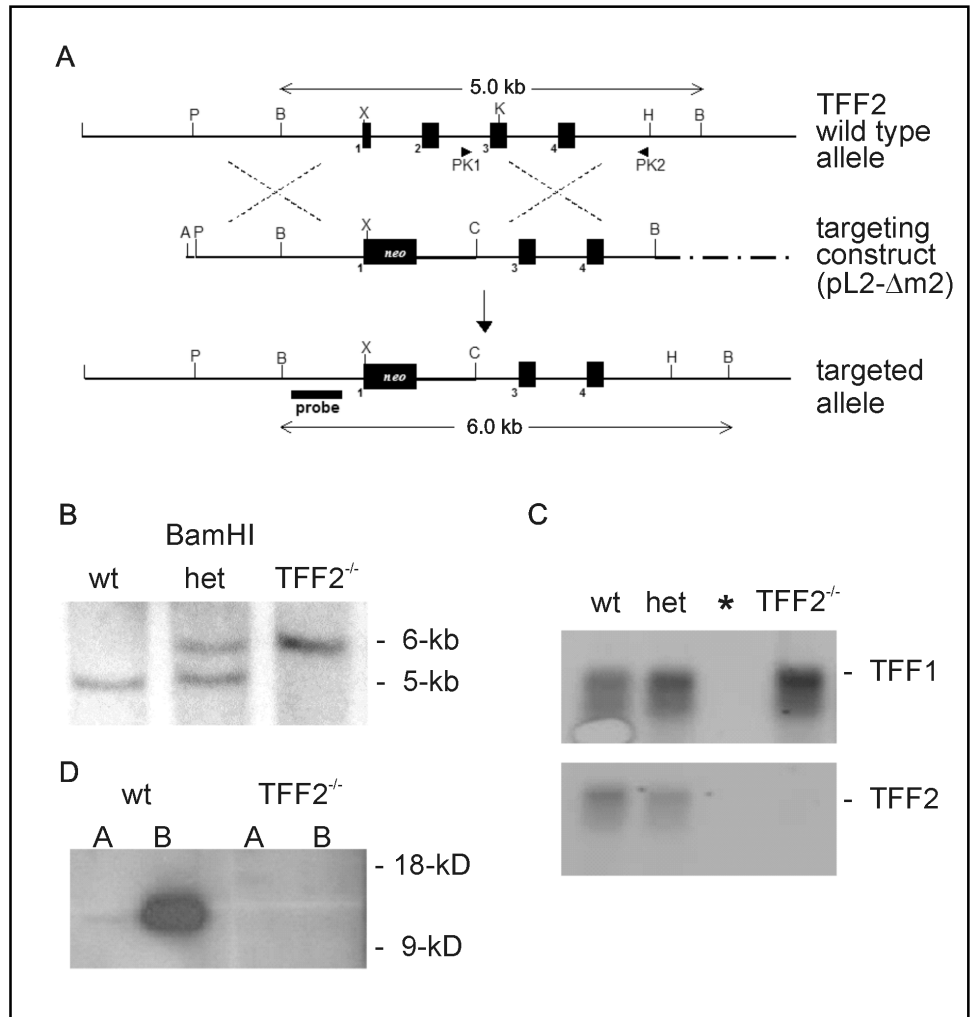 A
5.0 kb
P B X K H B
1 2 3 4
PK1 PK2
TFF2
wild type
allele
A P B X C B
neo
1 3 4
targeting
construct
(pL2-Δm2)
P B X C H B
neo
1 3 4
probe
targeted
allele
6.0 kb
B
BamHI
wt het TFF2-/-
- 6-kb
- 5-kb
C
wt het * TFF2-/-
- TFF1
- TFF2
D
wt TFF2-/-
A B A B
- 18-kD
- 9-kD